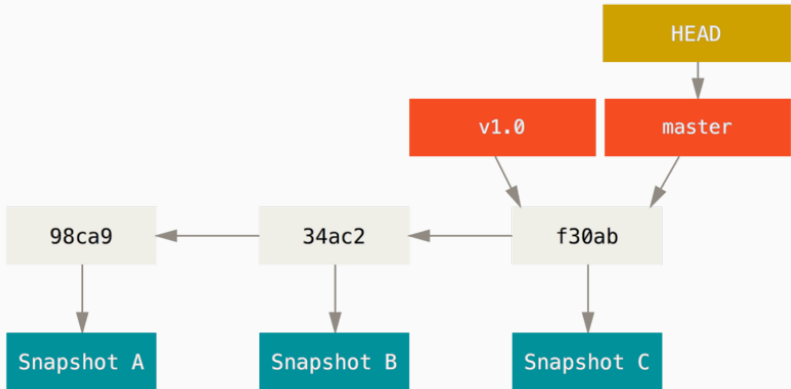 HEAD
v1.0
master
98ca9
34ac2
f30ab
Snapshot A
Snapshot B
Snapshot C